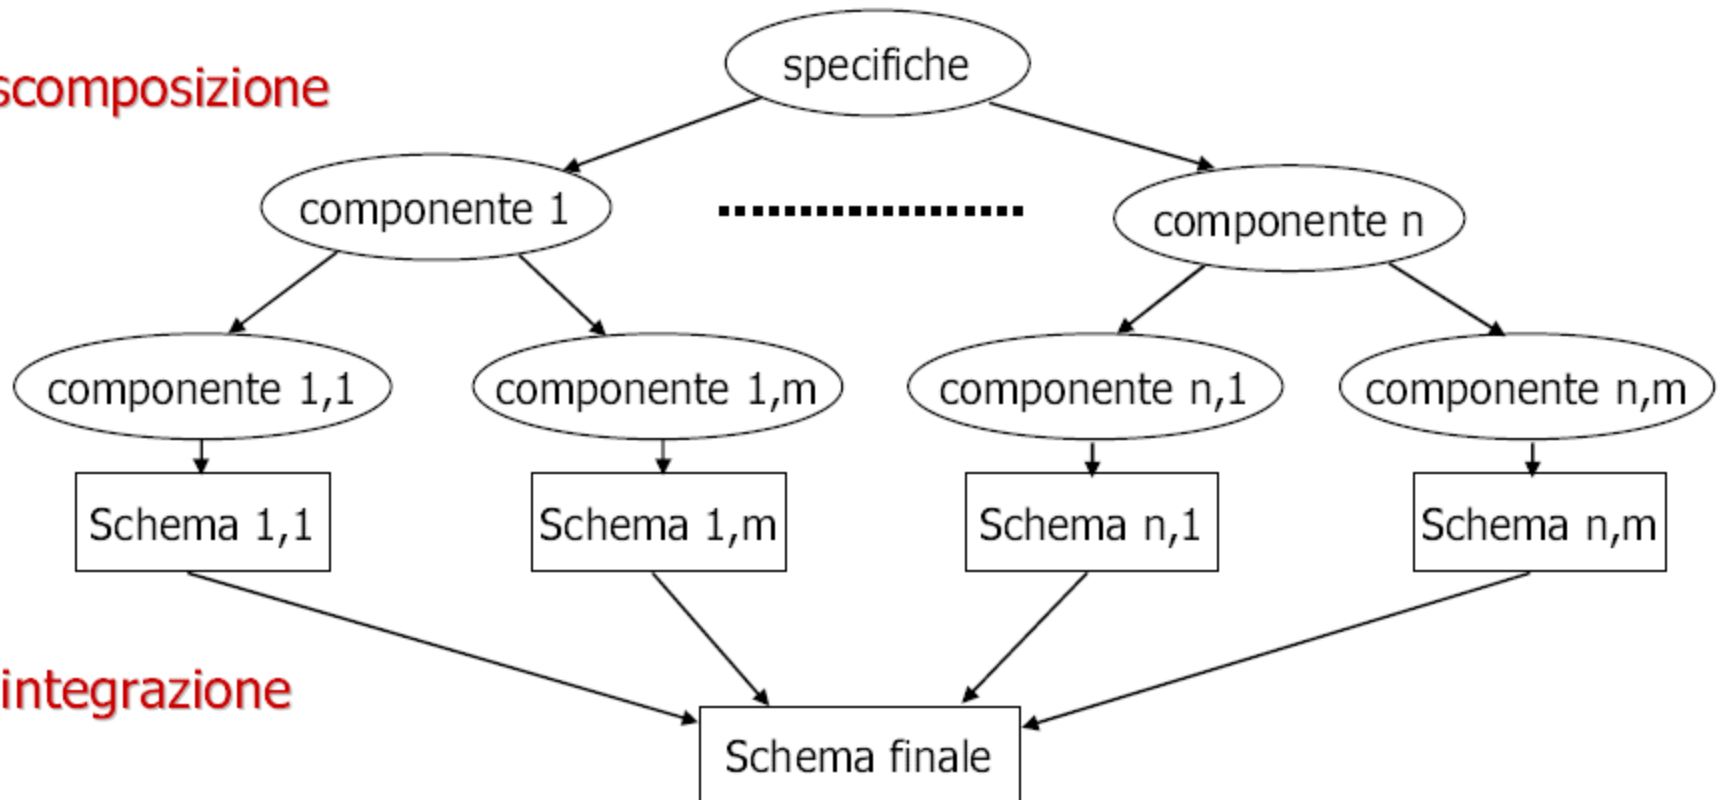 specifiche
scomposizione
componente 1
componente n
componente 1,1
componente 1,m
componente n,1
componente n,m
Schema 1,1
Schema 1,m
Schema n,1
Schema n,m
integrazione
Schema finale